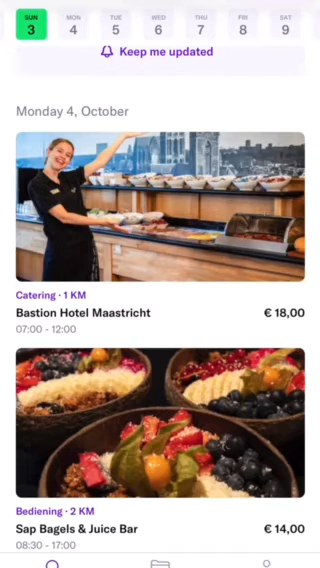 SUN MON TUE WED THU FRI SAT
3 4 5 6 7 8 9
Keep me updated
Monday 4, October
Catering · 1 KM
Bastion Hotel Maastricht € 18,00
07:00 - 12:00
Bediening · 2 KM
Sap Bagels & Juice Bar € 14,00
08:30 - 17:00